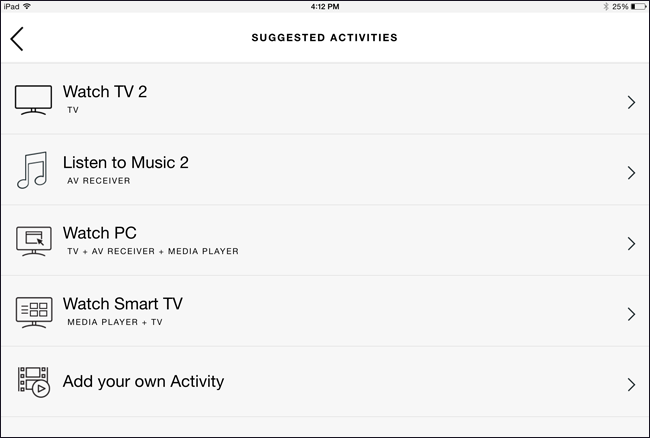 iPad 4:12 PM 25%
SUGGESTED ACTIVITIES
Watch TV 2
TV
Listen to Music 2
AV RECEIVER
Watch PC
TV + AV RECEIVER + MEDIA PLAYER
Watch Smart TV
MEDIA PLAYER + TV
Add your own Activity